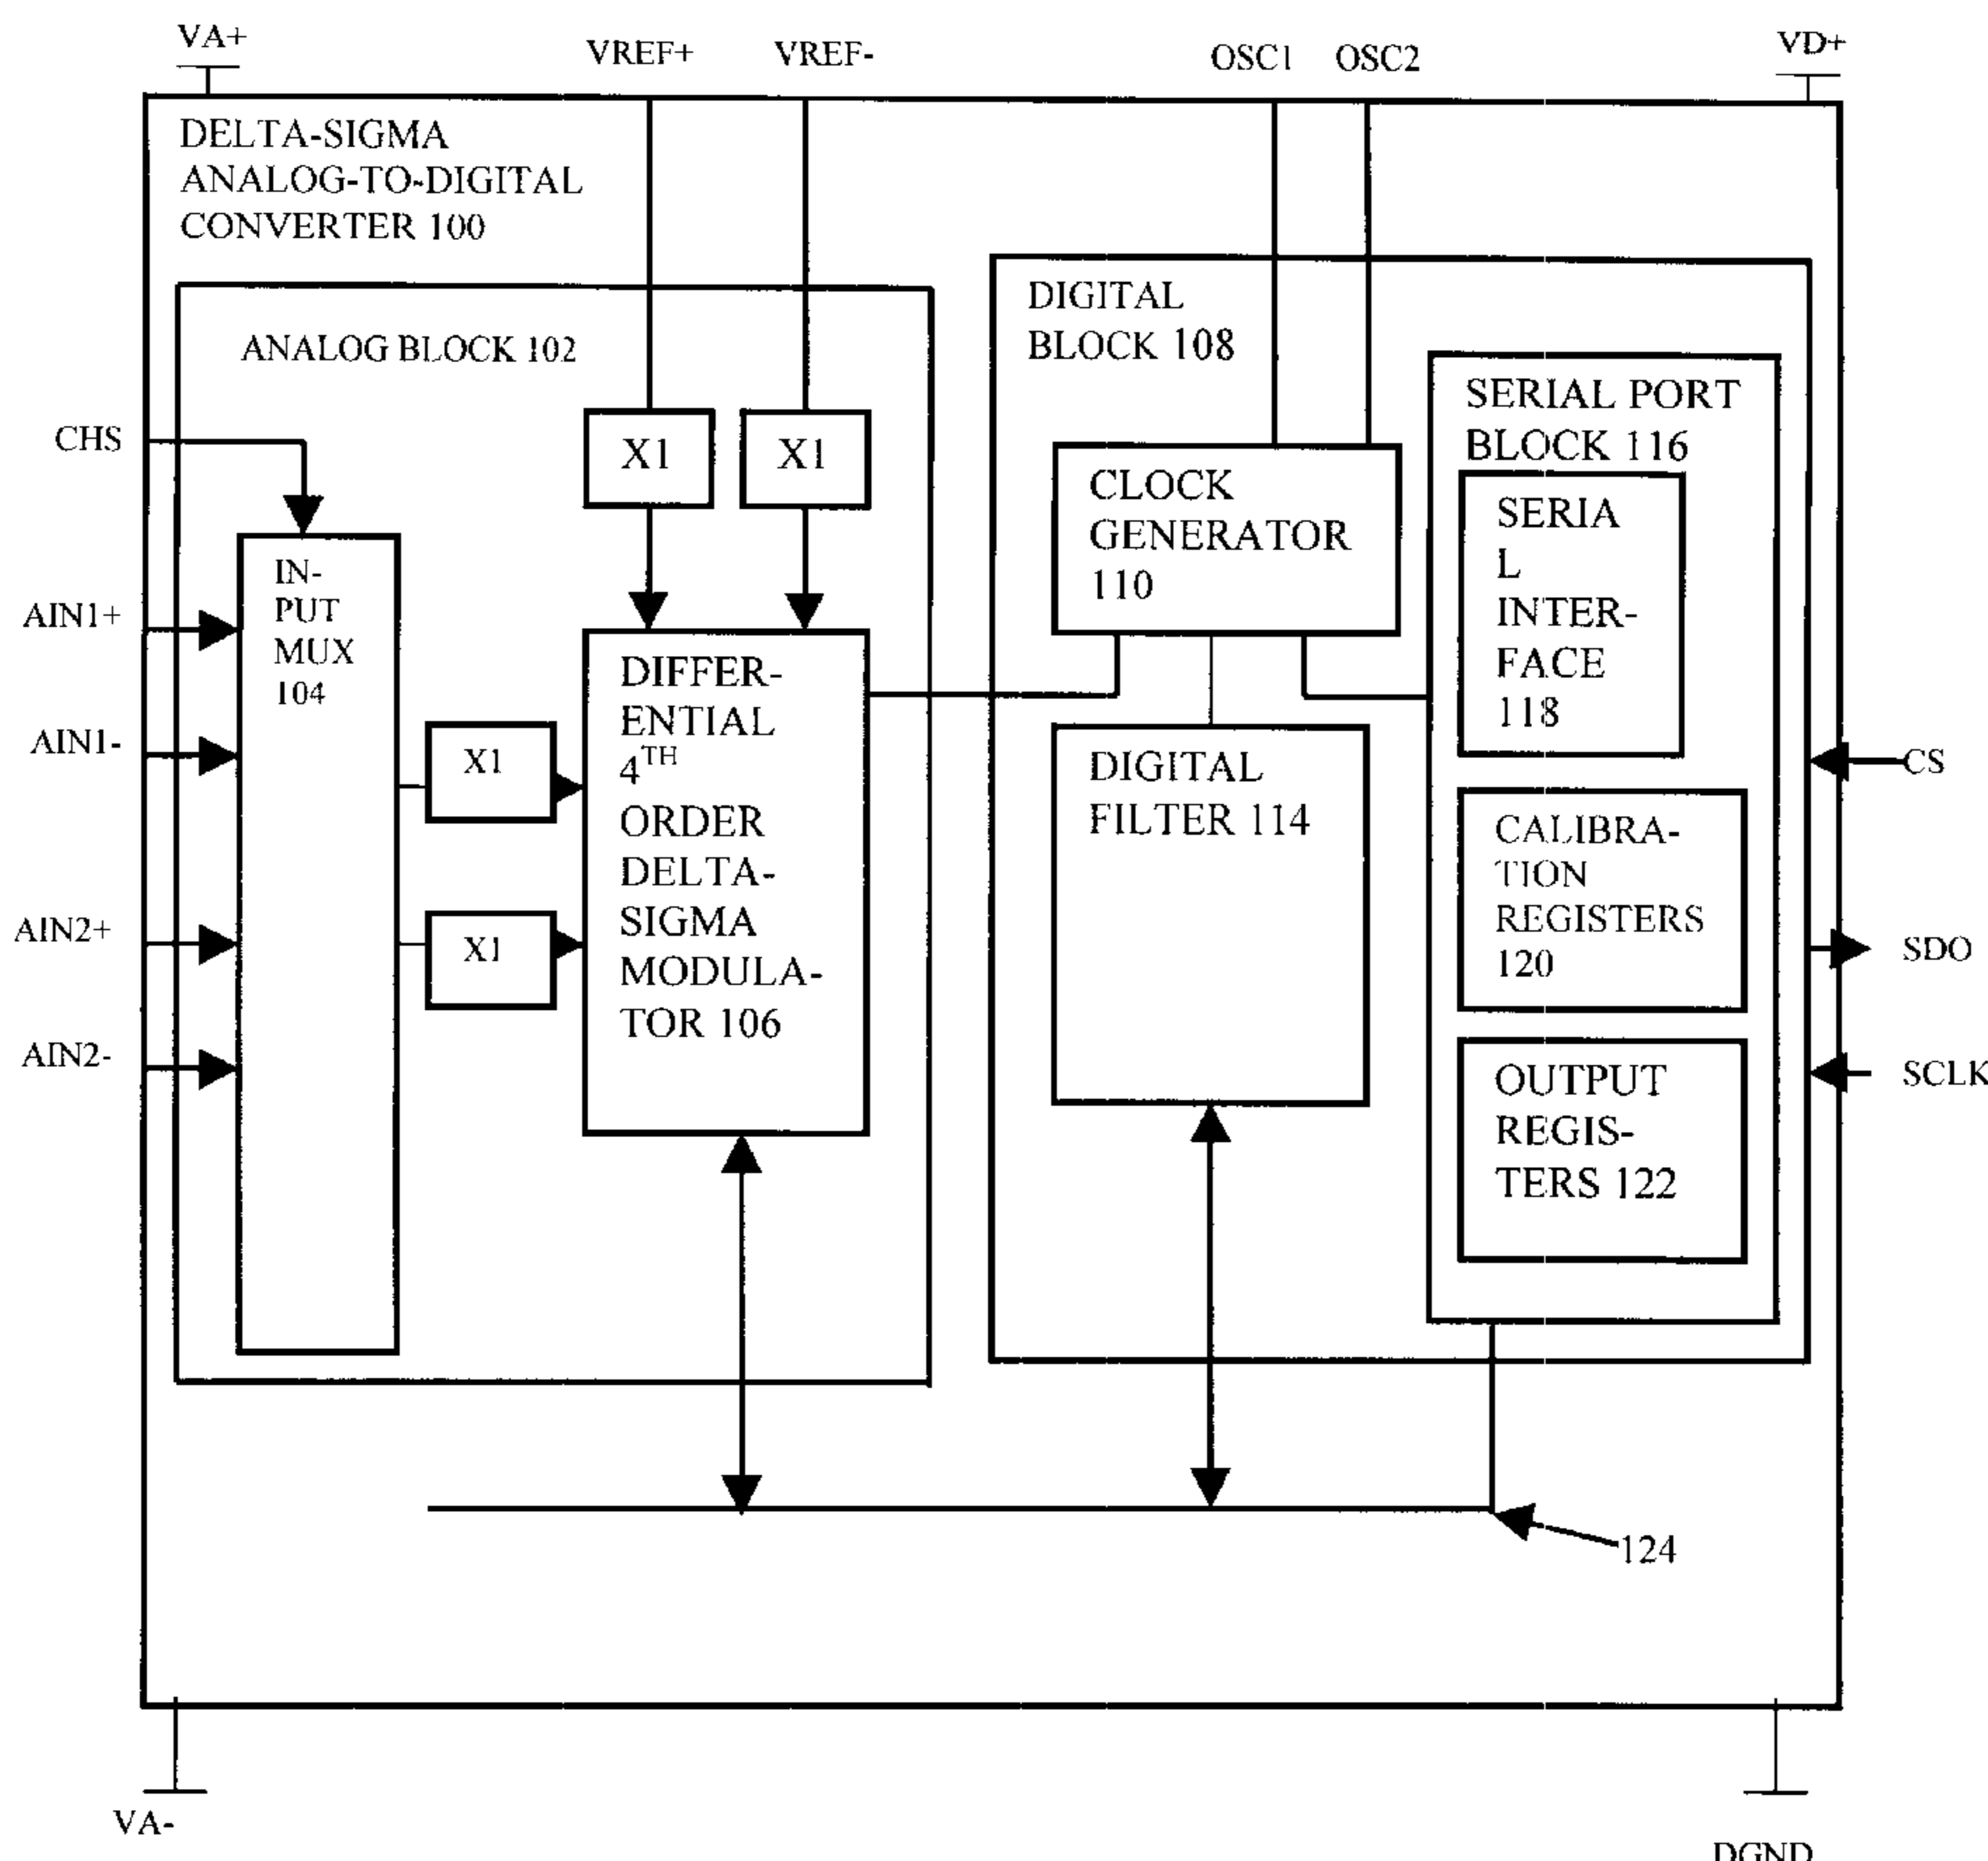 VA+
VREF+
VREF-
OSC1
OSC2
VD+
DELTA-SIGMA
ANALOG-TO-DIGITAL
CONVERTER 100
ANALOG BLOCK 102
CHS
AIN1+
AIN1-
AIN2+
AIN2-
IN-
PUT
MUX
104
X1
X1
X1
X1
DIFFER-
ENTIAL
4TH
ORDER
DELTA-
SIGMA
MODULA-
TOR 106
DIGITAL
BLOCK 108
CLOCK
GENERATOR
110
DIGITAL
FILTER 114
SERIAL PORT
BLOCK 116
SERIA
L
INTER-
FACE
118
CALIBRA-
TION
REGISTERS
120
OUTPUT
REGIS-
TERS 122
CS
SDO
SCLK
124
VA-
DGND